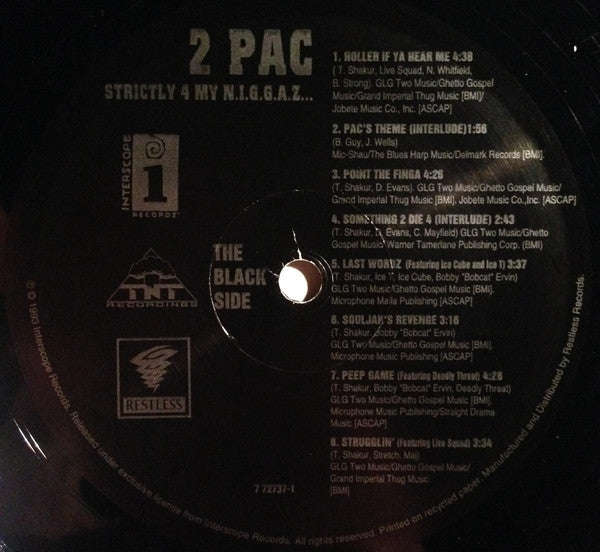 2 PAC
STRICTLY 4 MY N.I.G.G.A.Z...
INTERSCOPE
1
RECORDS
TNT
RECORDINGS
RESTLESS
THE
BLACK
SIDE
1. HOLLER IF YA HEAR ME 4:38
( T. Shakur, Live Squad, N. Whitfield,
B. Strong). GLG Two Music/Ghetto Gospel
Music/Grand Imperial Thug Music [BMI]/
Jobete Music Co., Inc. [ASCAP]
2. PAC'S THEME (INTERLUDE)1:56
(B. Guy, J. Wells)
Mic-Shau/The Blues Harp Music/Delmark Records [BMI].
3. POINT THE FINGA 4:26
(T. Shakur, D. Evans). GLG Two Music/Ghetto Gospel Music/
Grand Imperial Thug Music [BMI]. Jobete Music Co.,Inc. [ASCAP]
4. SOMETHING 2 DIE 4 (INTERLUDE) 2:43
(T. Shakur, D. Evans, C. Mayfield) GLG Two Music/Ghetto
Gospel Music/Warner Tamerlane Publishing Corp. (BMI)
5. LAST WORDZ (Featuring Ice Cube and Ice T) 3:37
(T. Shakur, Ice T, Ice Cube, Bobby "Bobcat" Ervin)
GLG Two Music/Ghetto Gospel Music/ [BMI],
Microphone Mafia Publishing [ASCAP]
6. SOULJAH'S REVENGE 3:16
(T. Shakur, Bobby "Bobcat" Ervin)
GLG Two Music/Ghetto Gospel Music [BMI],
Microphone Music Publishing [ASCAP]
7. PEEP GAME (Featuring Deadly Threat) 4:28
(T. Shakur, Bobby "Bobcat" Ervin, Deadly Threat)
GLG Two Music/Ghetto Gospel Music [BMI].
Microphone Music Publishing/Straight Drama
Music [ASCAP]
8. STRUGGLIN' (Featuring Live Squad) 3:34
(T. Shakur, Stretch, Maj)
GLG Two Music/Ghetto Gospel Music/
Grand Imperial Thug Music
[BMI]
7 72737-1
℗ © 1993 Interscope Records. Released under exclusive license from Interscope Records. All rights reserved. Printed on recycled paper. Manufactured and Distributed by Restless Records.